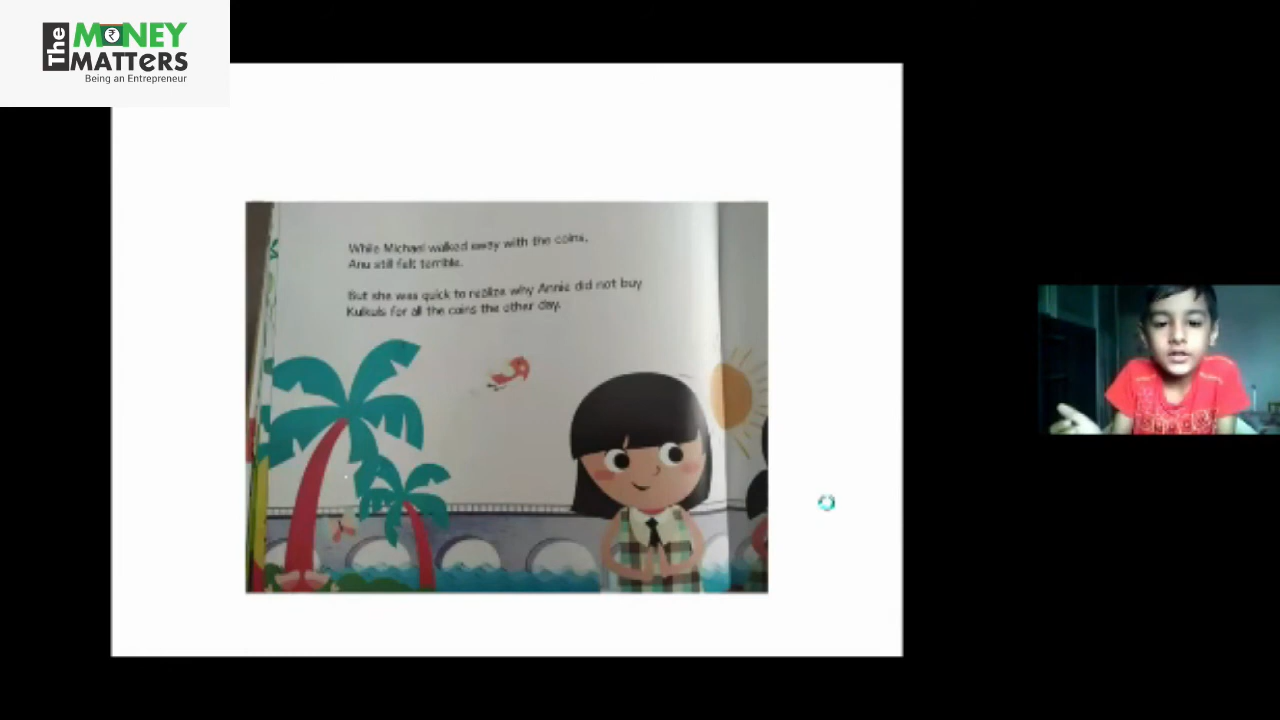 The MONEY
MATTERS
Being an Entrepreneur
While Michael walked away with the coins,
Anu still felt terrible.
But she was quick to realize why Annie did not buy
Kulkuls for all the coins the other day.